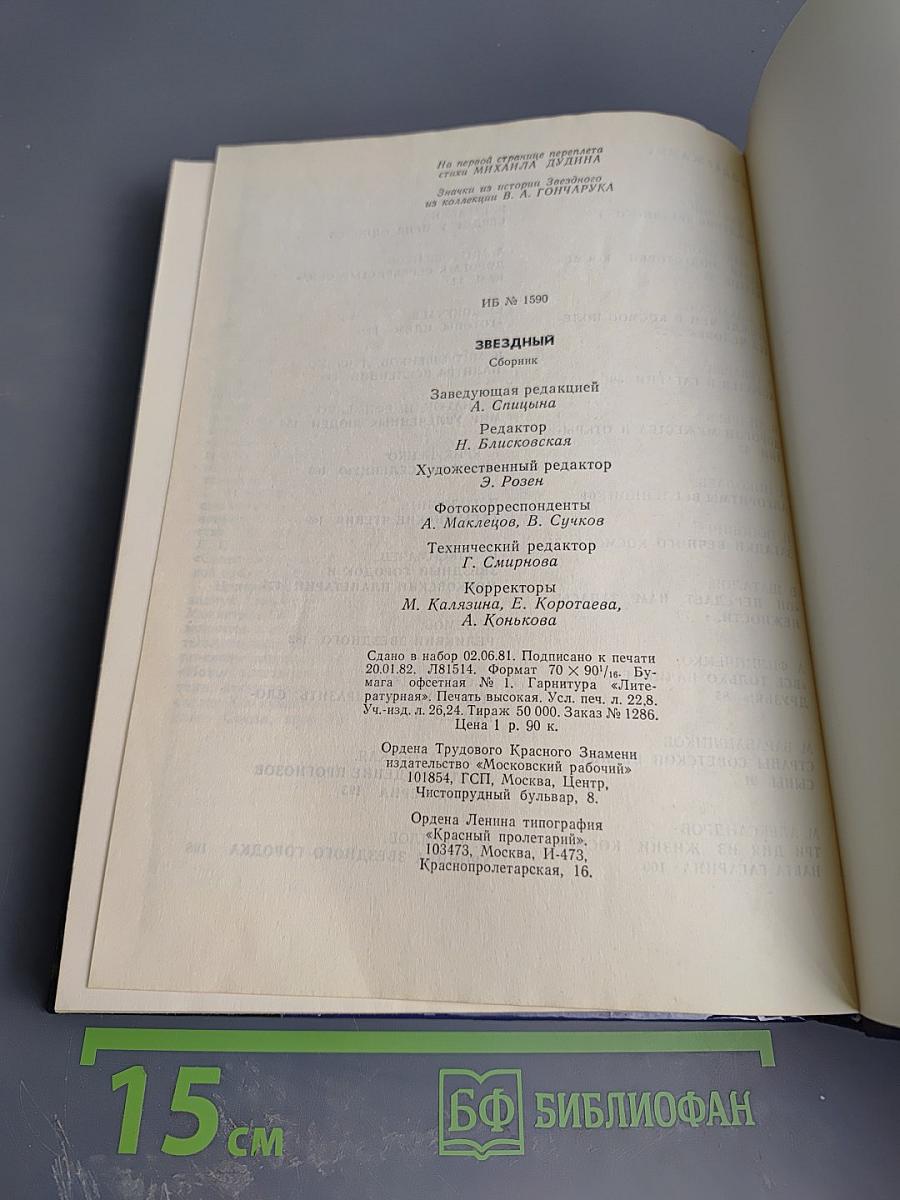 На первой странице переплета
стихи МИХАИЛА ДУДИНА
Значки из истории Звездного
из коллекции В. А. ГОНЧАРУКА
ИБ № 1590
ЗВЕЗДНЫЙ
Сборник
Заведующая редакцией
А. Спицына
Редактор
Н. Блисковская
Художественный редактор
Э. Розен
Фотокорреспонденты
А. Маклецов, В. Сучков
Технический редактор
Г. Смирнова
Корректоры
М. Калязина, Е. Коротаева,
А. Конькова
Сдано в набор 02.06.81. Подписано к печати
20.01.82. Л81514. Формат 70 × 90¹/₁₆. Бу-
мага офсетная № 1. Гарнитура «Лите-
ратурная». Печать высокая. Усл. печ. л. 22,8.
Уч.-изд. л. 26,24. Тираж 50 000. Заказ № 1286.
Цена 1 р. 90 к.
Ордена Трудового Красного Знамени
издательство «Московский рабочий»
101854, ГСП, Москва, Центр,
Чистопрудный бульвар, 8.
Ордена Ленина типография
«Красный пролетарий».
103473, Москва, И-473,
Краснопролетарская, 16.
15 см
БФ БИБЛИОФАН